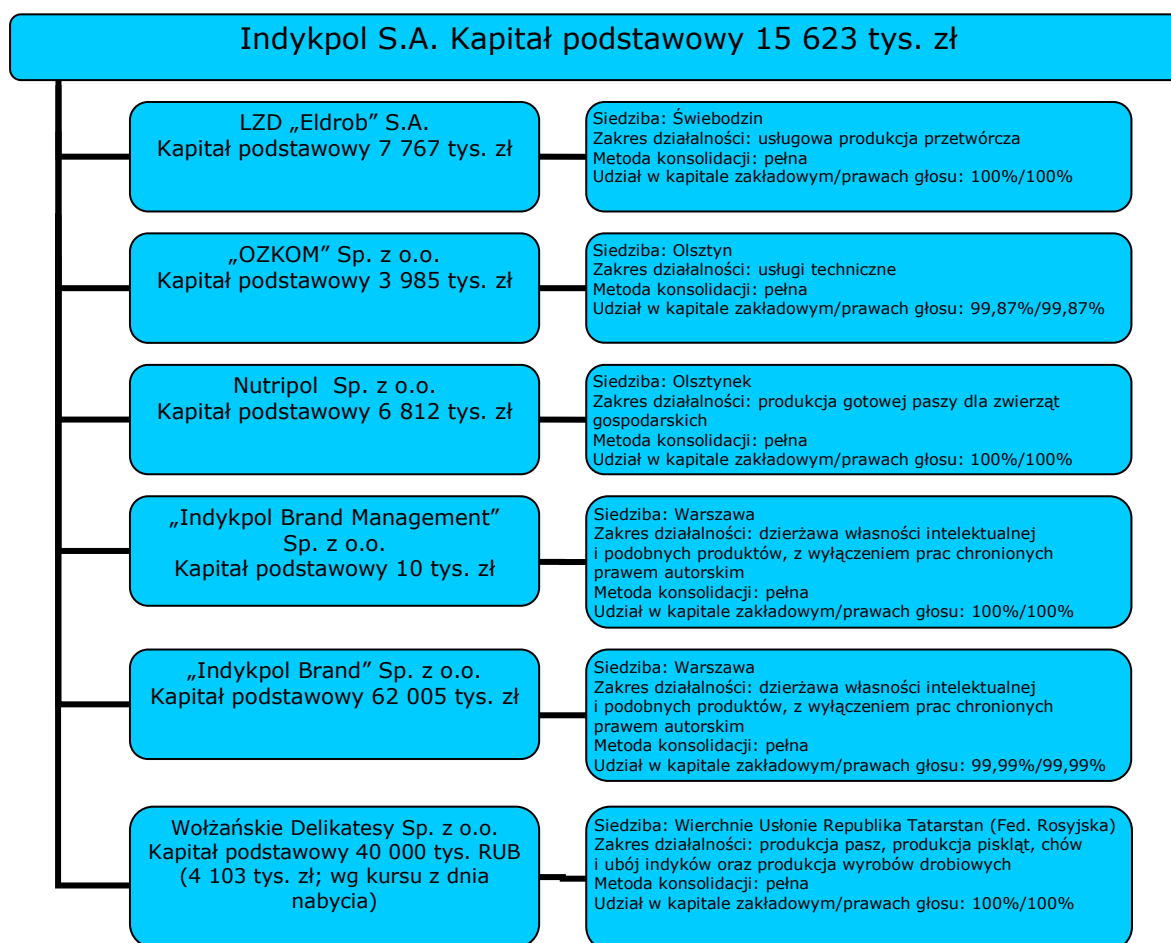 Indykpol S.A. Kapitał podstawowy 15 623 tys. zł
LZD „Eldrob” S.A.
Kapitał podstawowy 7 767 tys. zł
Siedziba: Świebodzin
Zakres działalności: usługowa produkcja przetwórcza
Metoda konsolidacji: pełna
Udział w kapitale zakładowym/prawach głosu: 100%/100%
„OZKOM” Sp. z o.o.
Kapitał podstawowy 3 985 tys. zł
Siedziba: Olsztyn
Zakres działalności: usługi techniczne
Metoda konsolidacji: pełna
Udział w kapitale zakładowym/prawach głosu: 99,87%/99,87%
Nutripol Sp. z o.o.
Kapitał podstawowy 6 812 tys. zł
Siedziba: Olsztynek
Zakres działalności: produkcja gotowej paszy dla zwierząt
gospodarskich
Metoda konsolidacji: pełna
Udział w kapitale zakładowym/prawach głosu: 100%/100%
„Indykpol Brand Management”
Sp. z o.o.
Kapitał podstawowy 10 tys. zł
Siedziba: Warszawa
Zakres działalności: dzierżawa własności intelektualnej
i podobnych produktów, z wyłączeniem prac chronionych
prawem autorskim
Metoda konsolidacji: pełna
Udział w kapitale zakładowym/prawach głosu: 100%/100%
„Indykpol Brand” Sp. z o.o.
Kapitał podstawowy 62 005 tys. zł
Siedziba: Warszawa
Zakres działalności: dzierżawa własności intelektualnej
i podobnych produktów, z wyłączeniem prac chronionych
prawem autorskim
Metoda konsolidacji: pełna
Udział w kapitale zakładowym/prawach głosu: 99,99%/99,99%
Wołżańskie Delikatesy Sp. z o.o.
Kapitał podstawowy 40 000 tys. RUB
(4 103 tys. zł; wg kursu z dnia
nabycia)
Siedziba: Wierchnie Usłonie Republika Tatarstan (Fed. Rosyjska)
Zakres działalności: produkcja pasz, produkcja piskląt, chów
i ubój indyków oraz produkcja wyrobów drobiowych
Metoda konsolidacji: pełna
Udział w kapitale zakładowym/prawach głosu: 100%/100%